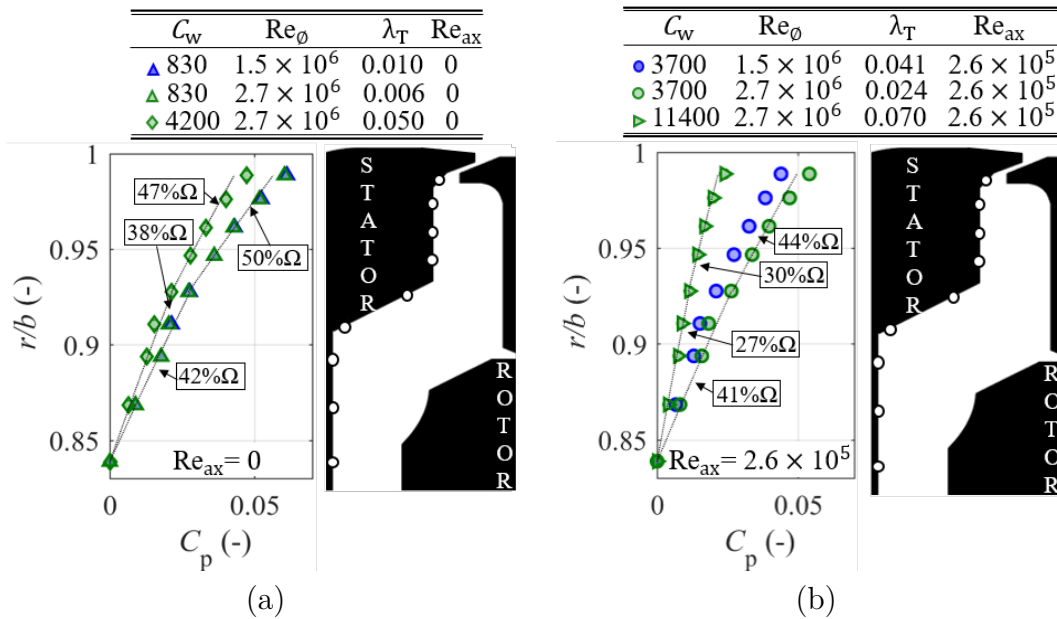 C_w Re_ø λ_T Re_ax
830 1.5 × 10^6 0.010 0
830 2.7 × 10^6 0.006 0
4200 2.7 × 10^6 0.050 0
1
0.95
0.9
0.85
r/b (-)
47%Ω
38%Ω
50%Ω
42%Ω
Re_ax= 0
0 0.05
C_p (-)
STATOR
ROTOR
(a)
C_w Re_ø λ_T Re_ax
3700 1.5 × 10^6 0.041 2.6 × 10^5
3700 2.7 × 10^6 0.024 2.6 × 10^5
11400 2.7 × 10^6 0.070 2.6 × 10^5
1
0.95
0.9
0.85
r/b (-)
44%Ω
30%Ω
27%Ω
41%Ω
Re_ax = 2.6 × 10^5
0 0.05
C_p (-)
STATOR
ROTOR
(b)